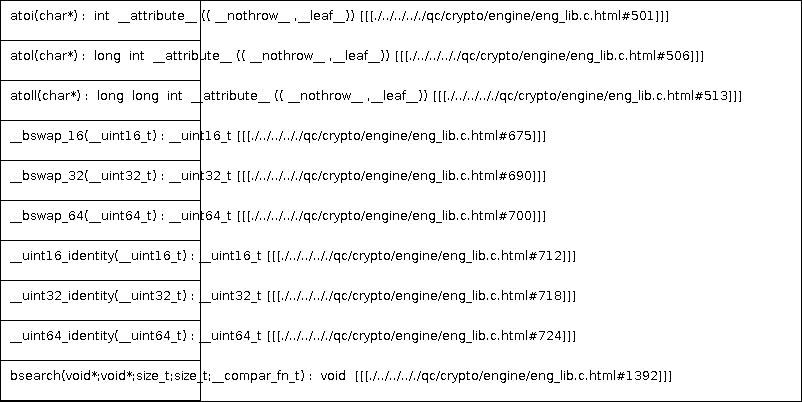 atoi(char*) : int __attribute__ (( __nothrow__ ,__leaf__)) [[[./../../../qc/crypto/engine/eng_lib.c.html#501]]]
atol(char*) : long int __attribute__ (( __nothrow__ ,__leaf__)) [[[./../../../qc/crypto/engine/eng_lib.c.html#506]]]
atoll(char*) : long long int __attribute__ (( __nothrow__ ,__leaf__)) [[[./../../../qc/crypto/engine/eng_lib.c.html#513]]]
__bswap_16(__uint16_t) : __uint16_t [[[./../../../qc/crypto/engine/eng_lib.c.html#675]]]
__bswap_32(__uint32_t) : __uint32_t [[[./../../../qc/crypto/engine/eng_lib.c.html#690]]]
__bswap_64(__uint64_t) : __uint64_t [[[./../../../qc/crypto/engine/eng_lib.c.html#700]]]
__uint16_identity(__uint16_t) : __uint16_t [[[./../../../qc/crypto/engine/eng_lib.c.html#712]]]
__uint32_identity(__uint32_t) : __uint32_t [[[./../../../qc/crypto/engine/eng_lib.c.html#718]]]
__uint64_identity(__uint64_t) : __uint64_t [[[./../../../qc/crypto/engine/eng_lib.c.html#724]]]
bsearch(void*;void*;size_t;size_t;__compar_fn_t) : void [[[./../../../qc/crypto/engine/eng_lib.c.html#1392]]]